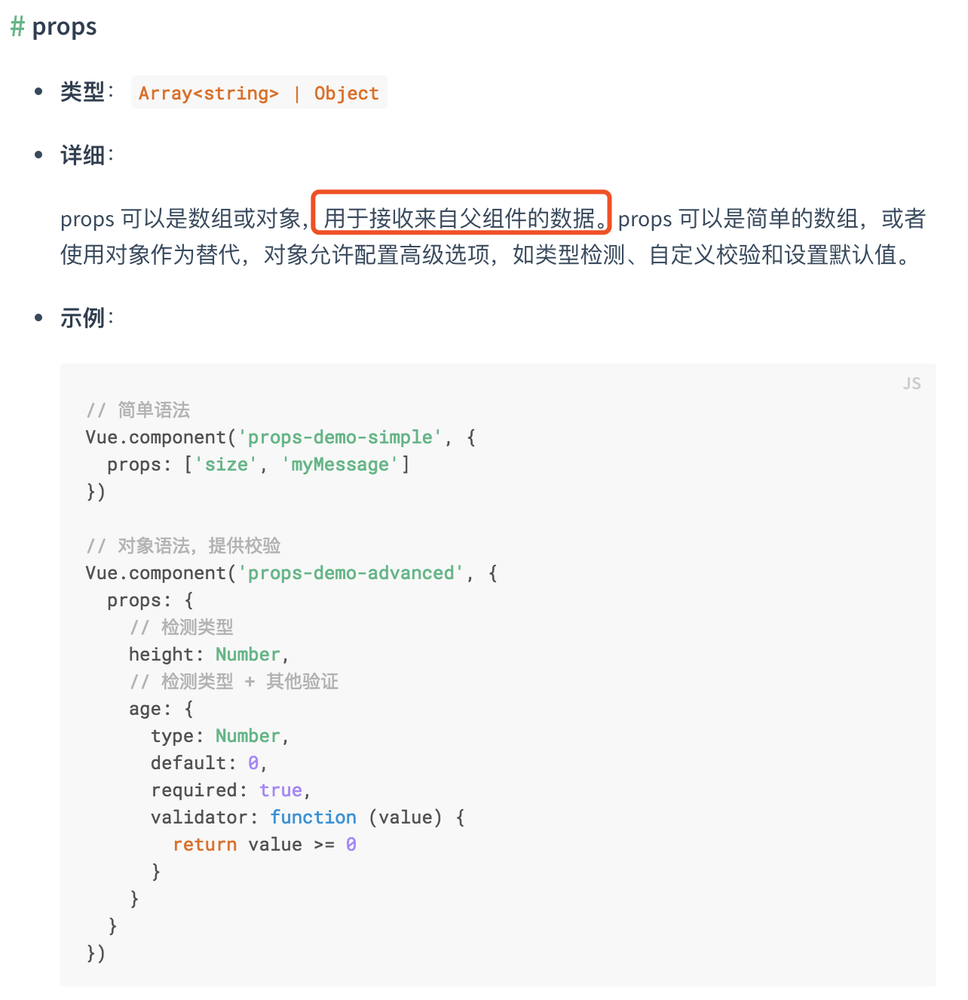 # props
类型： Array<string> | Object
详细：
props 可以是数组或对象，用于接收来自父组件的数据。props 可以是简单的数组，或者
使用对象作为替代，对象允许配置高级选项，如类型检测、自定义校验和设置默认值。
示例：
JS
// 简单语法
Vue.component('props-demo-simple', {
  props: ['size', 'myMessage']
})

// 对象语法，提供校验
Vue.component('props-demo-advanced', {
  props: {
    // 检测类型
    height: Number,
    // 检测类型 + 其他验证
    age: {
      type: Number,
      default: 0,
      required: true,
      validator: function (value) {
        return value >= 0
      }
    }
  }
})